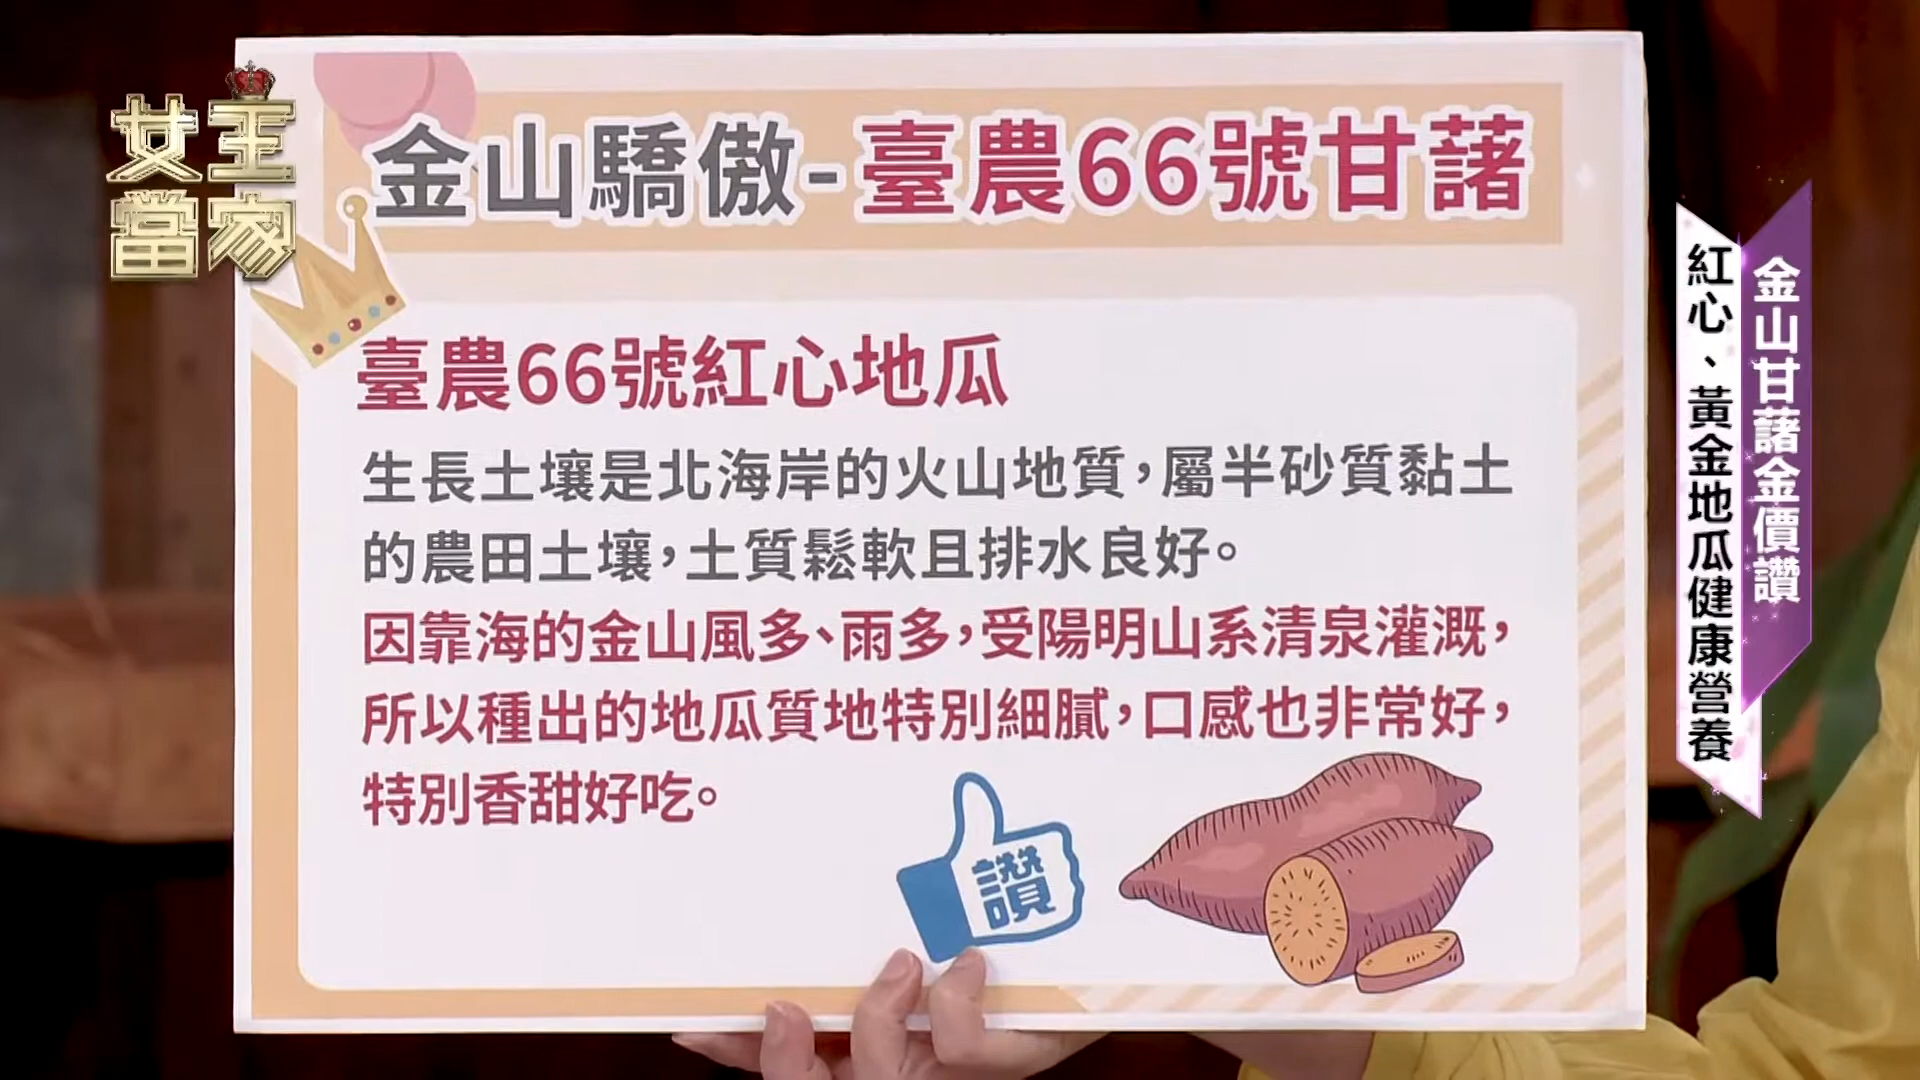 女王
當家
金山驕傲-臺農66號甘藷
臺農66號紅心地瓜
生長土壤是北海岸的火山地質,屬半砂質黏土
的農田土壤,土質鬆軟且排水良好。
因靠海的金山風多、雨多,受陽明山系清泉灌溉,
所以種出的地瓜質地特別細膩,口感也非常好,
特別香甜好吃。
讚
金山甘藷金價讚
紅心、黃金地瓜健康營養